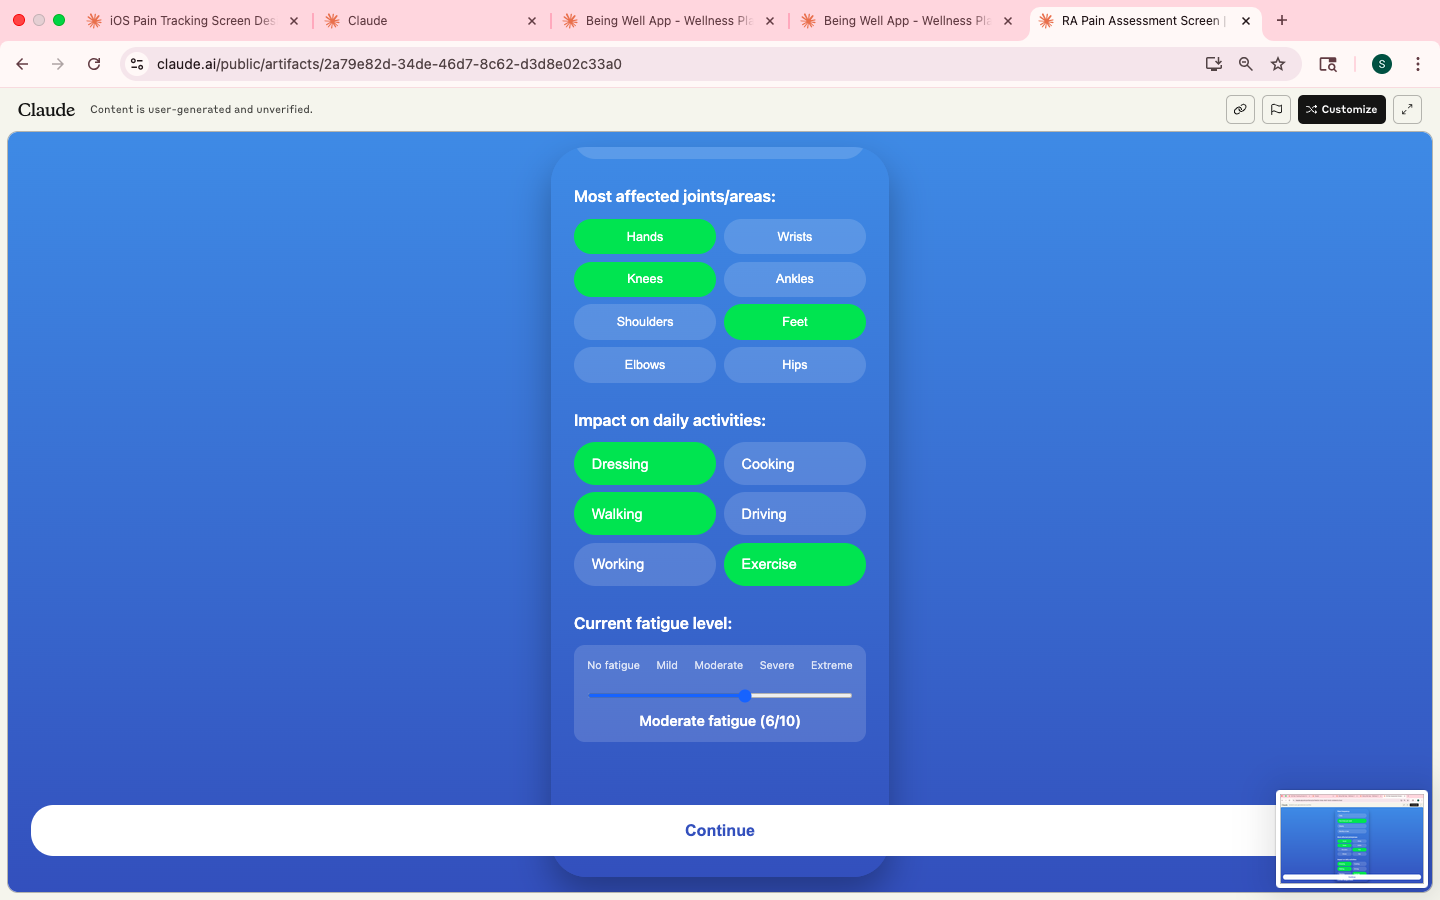 iOS Pain Tracking Screen Des
Claude
Being Well App - Wellness Pla
Being Well App - Wellness Pla
RA Pain Assessment Screen |
claude.ai/public/artifacts/2a79e82d-34de-46d7-8c62-d3d8e02c33a0
S
Claude
Content is user-generated and unverified.
Customize
Most affected joints/areas:
Hands
Wrists
Knees
Ankles
Shoulders
Feet
Elbows
Hips
Impact on daily activities:
Dressing
Cooking
Walking
Driving
Working
Exercise
Current fatigue level:
No fatigue Mild Moderate Severe Extreme
Moderate fatigue (6/10)
Continue